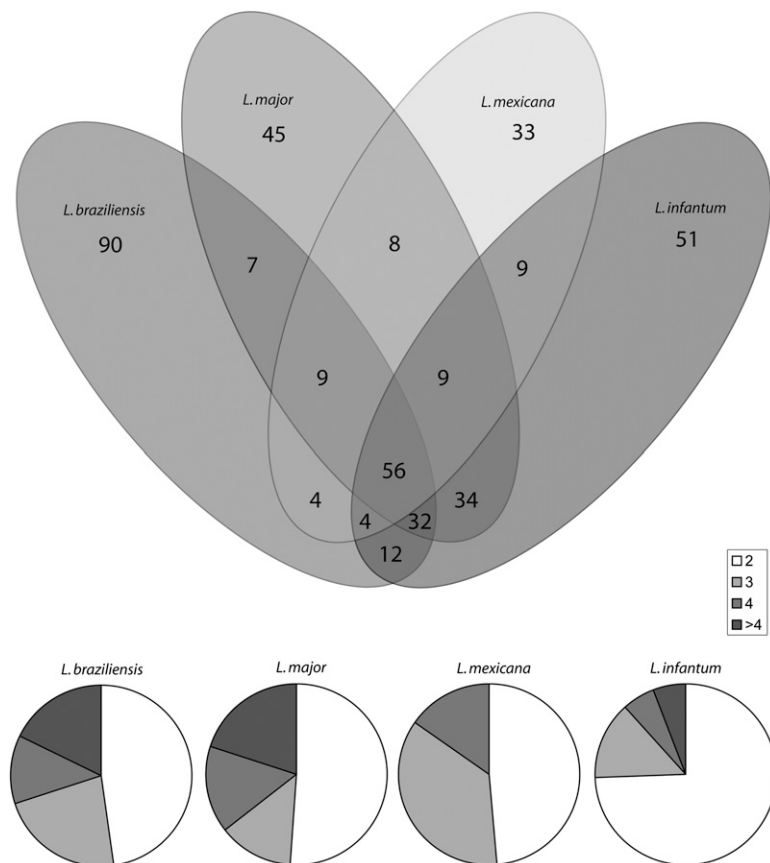 L. major
45
L. mexicana
33
L. braziliensis
90
L. infantum
51
7
8
9
9
9
56
4
34
4
32
12
2
3
4
>4
L. braziliensis
L. major
L. mexicana
L. infantum